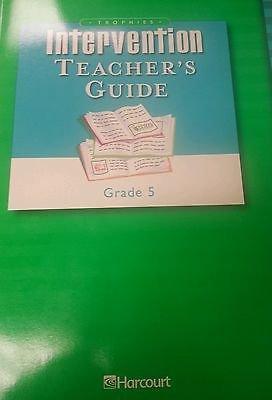 TROPHIES
Intervention
TEACHER'S
GUIDE
Grade 5
Harcourt